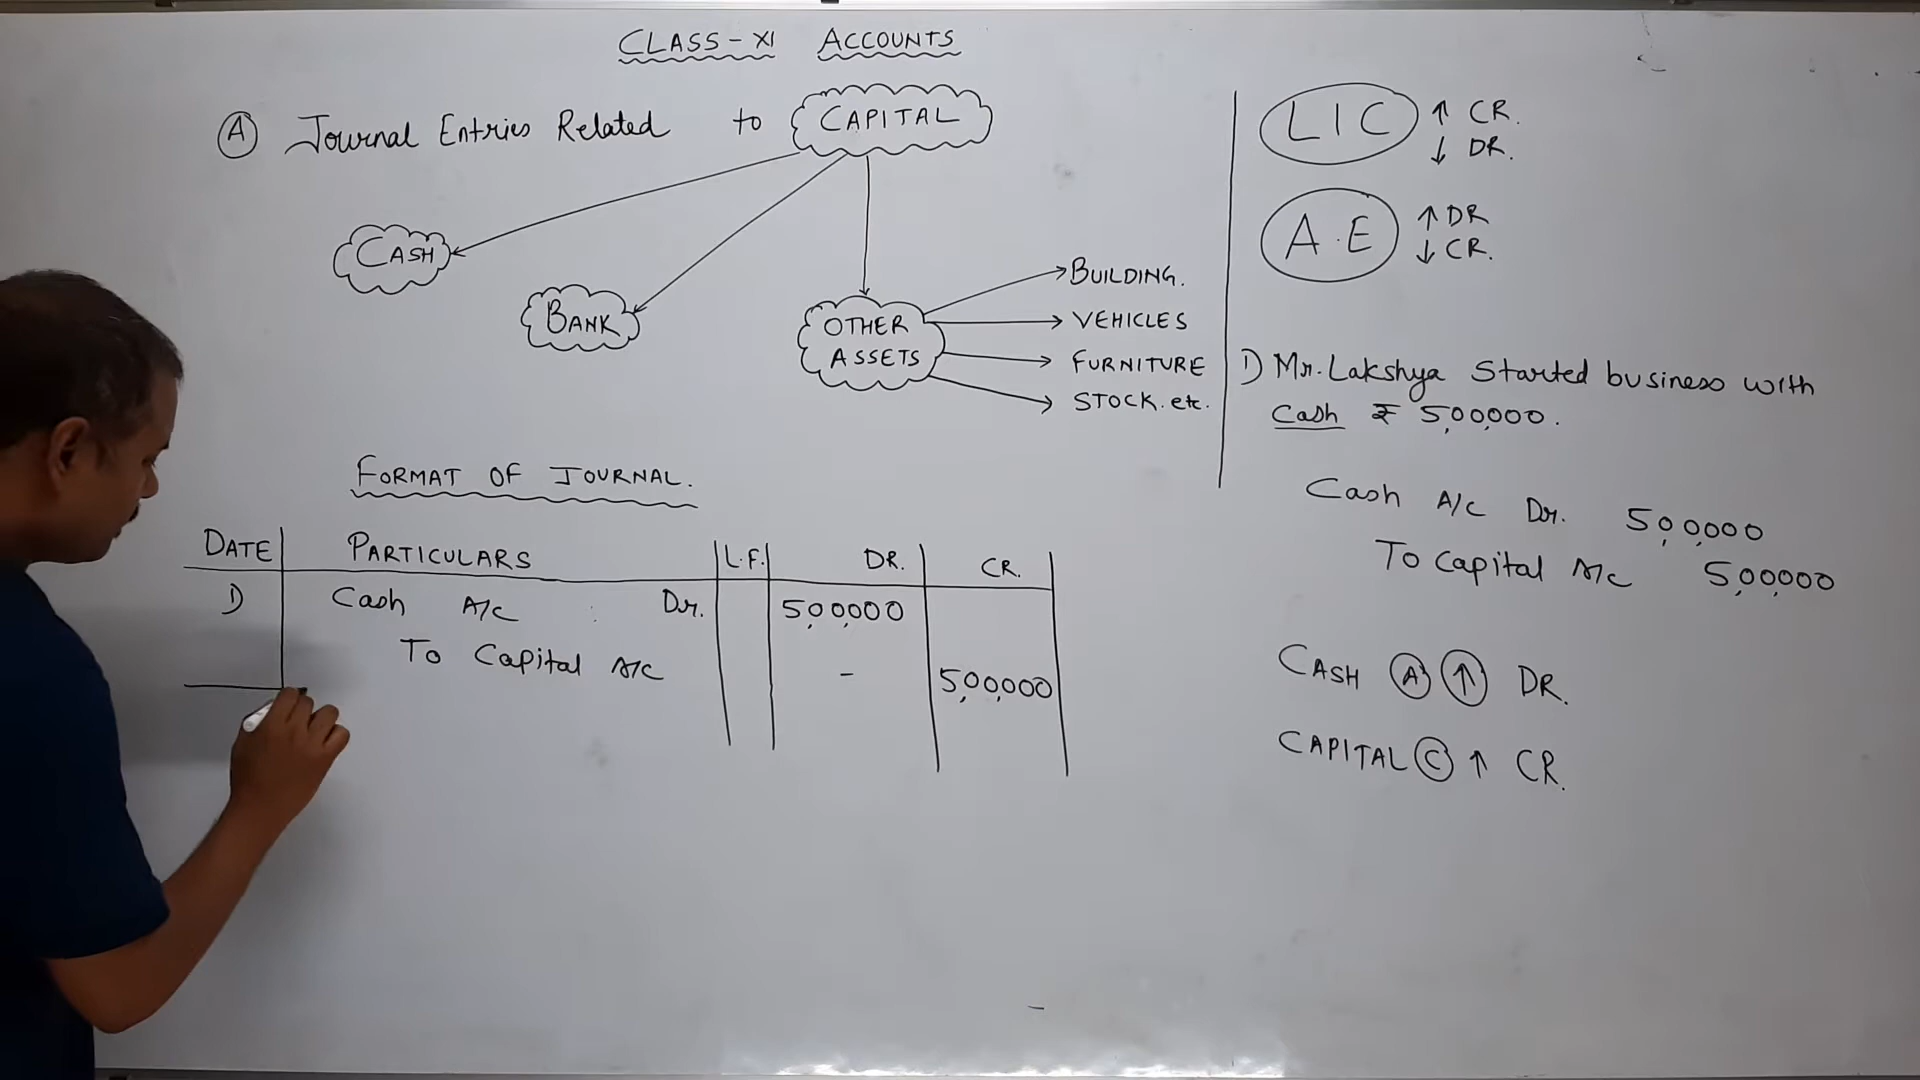 CLASS-XI ACCOUNTS
A Journal Entries Related to CAPITAL
CASH
BANK
OTHER
ASSETS
BUILDING.
VEHICLES
FURNITURE
STOCK. etc.
LIC ↑ CR.
↓ DR.
A.E ↑ DR
↓ CR.
1) Mr. Lakshya Started business with
Cash ₹ 5,00,000.
Cash A/c Dr. 5,00,000
To Capital A/c 5,00,000
CASH A ↑ DR.
CAPITAL C ↑ CR.
FORMAT OF JOURNAL.
DATE PARTICULARS L.F. DR. CR.
1) Cash A/c Dr. 5,00,000
To Capital A/c - 5,00,000